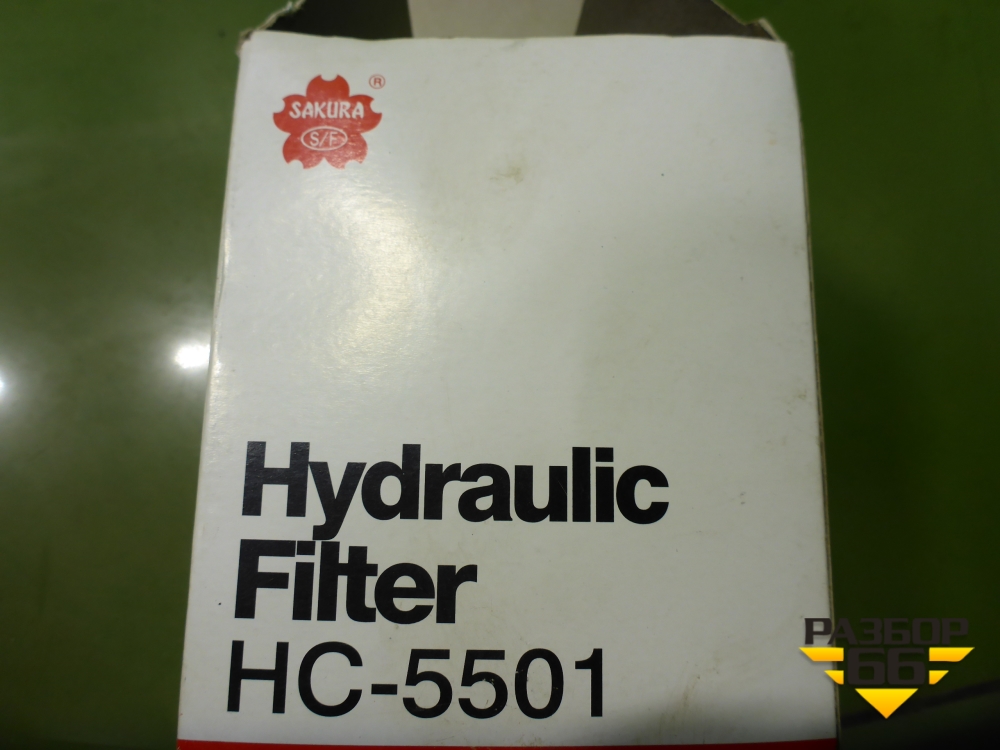 SAKURA ®
S/F
Hydraulic
Filter
HC-5501
РАЗБОР
66